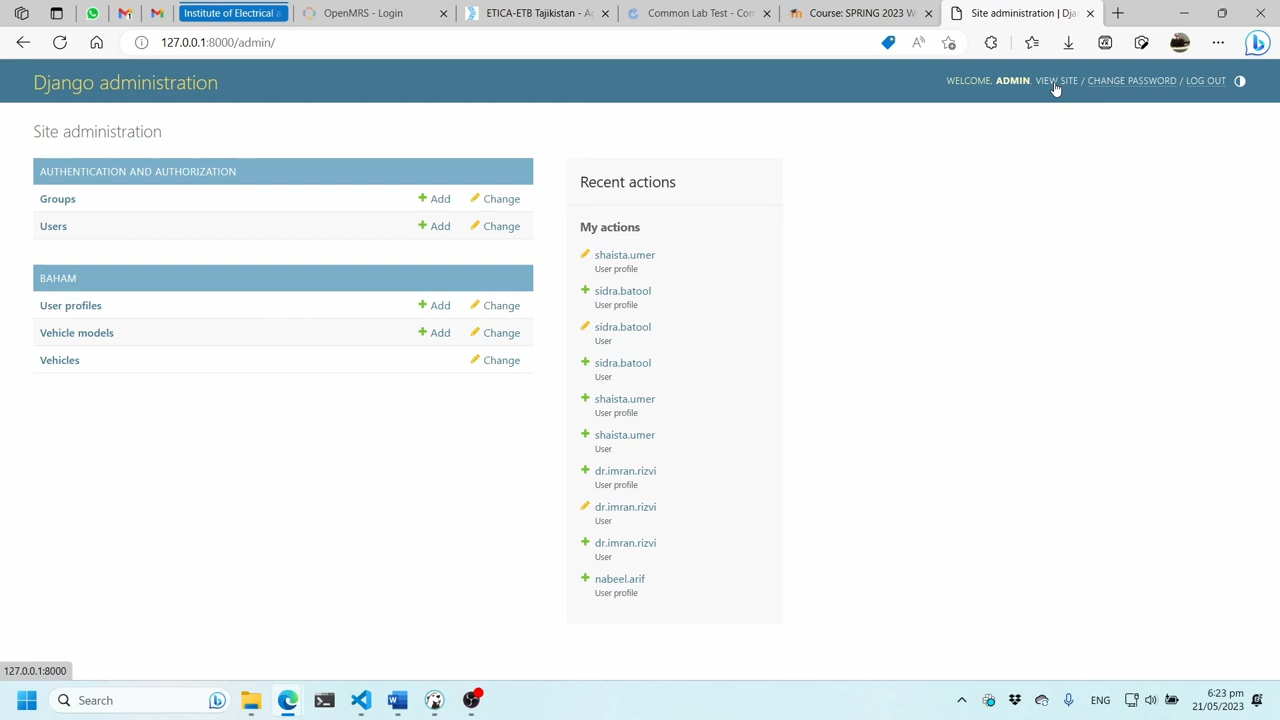 Institute of Electrical a
OpenMRS - Login
ETICA-ETB Tajikistan - Ag
Common Lab Test - Con
Course: SPRING 2023 W
Site administration | Dja
127.0.0.1:8000/admin/
Django administration
WELCOME, ADMIN. VIEW SITE / CHANGE PASSWORD / LOG OUT
Site administration
AUTHENTICATION AND AUTHORIZATION
Groups Add Change
Users Add Change
BAHAM
User profiles Add Change
Vehicle models Add Change
Vehicles Change
Recent actions
My actions
shaista.umer
User profile
sidra.batool
User profile
sidra.batool
User
sidra.batool
User
shaista.umer
User profile
shaista.umer
User
dr.imran.rizvi
User profile
dr.imran.rizvi
User
dr.imran.rizvi
User
nabeel.arif
User profile
127.0.0.1:8000
Search
ENG
6:23 pm
21/05/2023